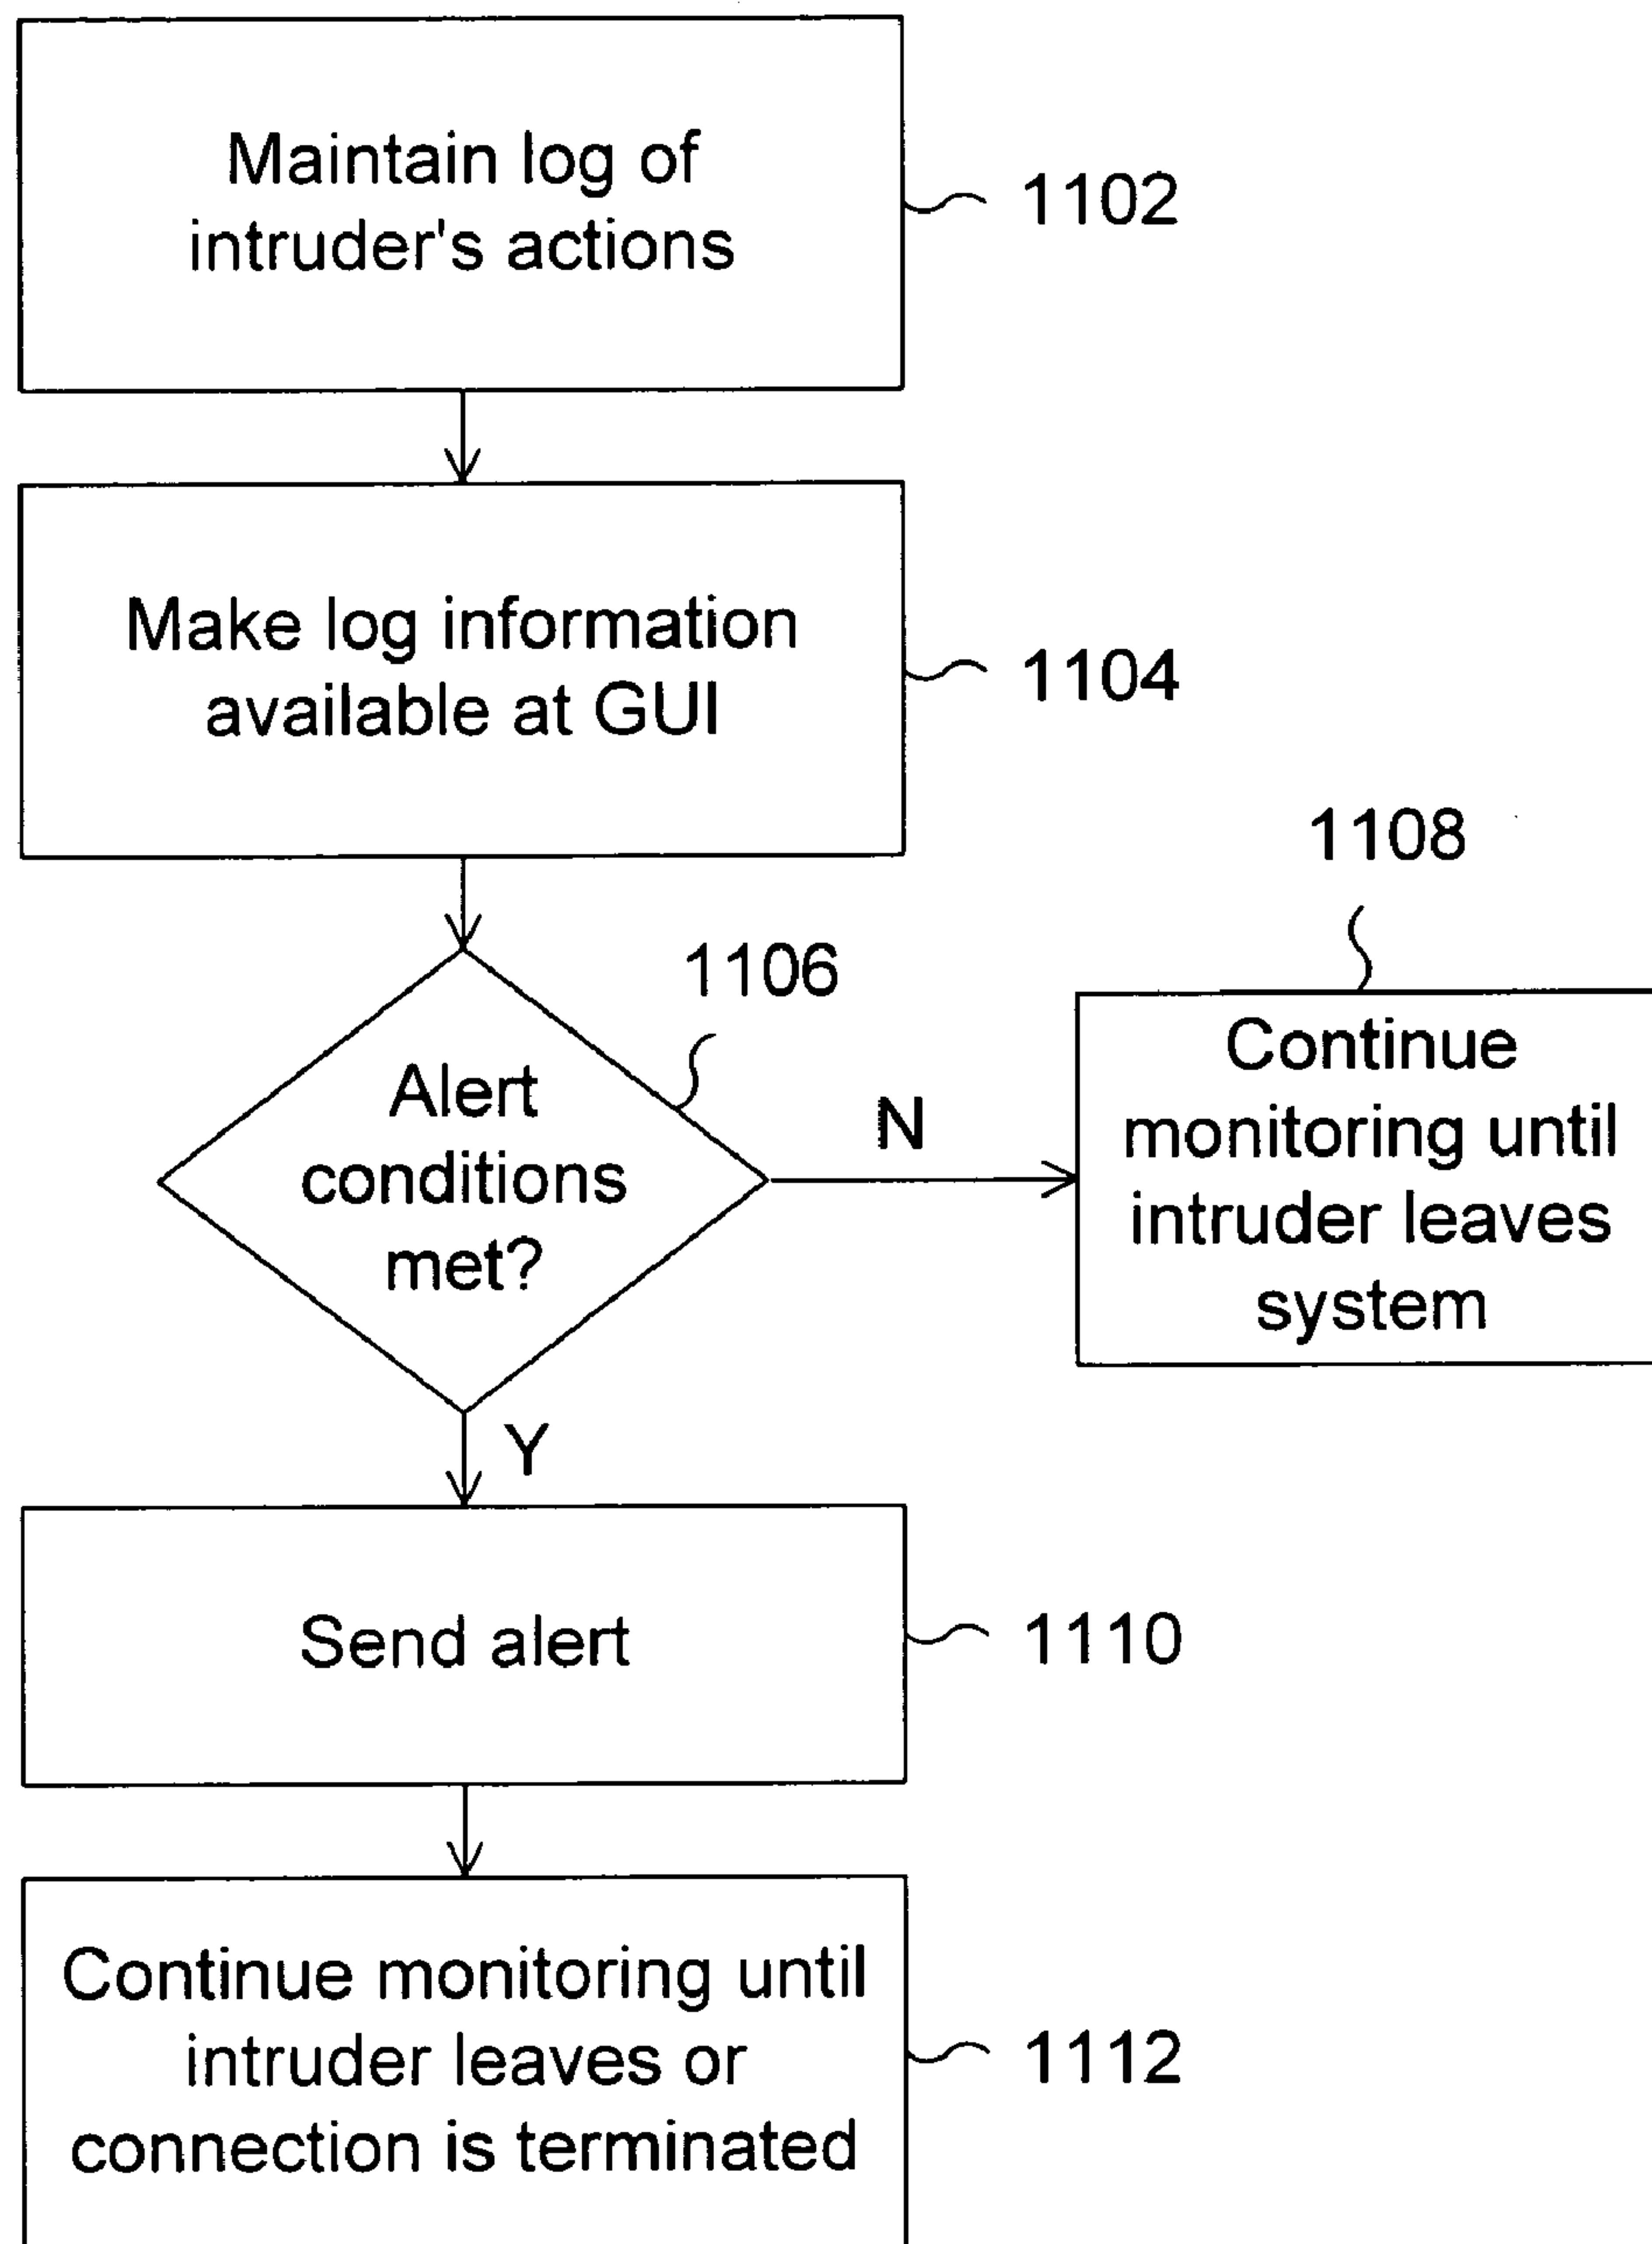 Maintain log of
intruder's actions
1102
Make log information
available at GUI
1104
1106
Alert
conditions
met?
N
1108
Continue
monitoring until
intruder leaves
system
Y
Send alert
1110
Continue monitoring until
intruder leaves or
connection is terminated
1112